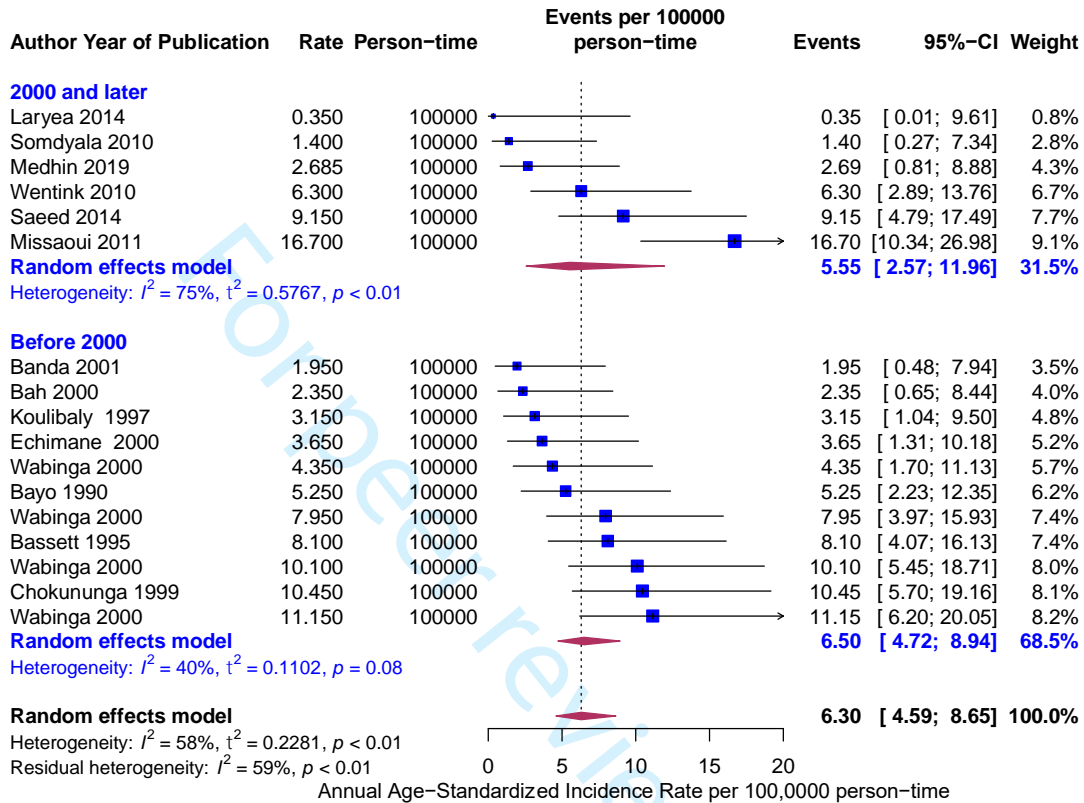 Events per 100000
Author Year of Publication Rate Person−time person−time Events 95%−CI Weight
2000 and later
Laryea 2014 0.350 100000 0.35 [ 0.01; 9.61] 0.8%
Somdyala 2010 1.400 100000 1.40 [ 0.27; 7.34] 2.8%
Medhin 2019 2.685 100000 2.69 [ 0.81; 8.88] 4.3%
Wentink 2010 6.300 100000 6.30 [ 2.89; 13.76] 6.7%
Saeed 2014 9.150 100000 9.15 [ 4.79; 17.49] 7.7%
Missaoui 2011 16.700 100000 16.70 [10.34; 26.98] 9.1%
Random effects model 5.55 [ 2.57; 11.96] 31.5%
Heterogeneity: I² = 75%, τ² = 0.5767, p < 0.01
Before 2000
Banda 2001 1.950 100000 1.95 [ 0.48; 7.94] 3.5%
Bah 2000 2.350 100000 2.35 [ 0.65; 8.44] 4.0%
Koulibaly 1997 3.150 100000 3.15 [ 1.04; 9.50] 4.8%
Echimane 2000 3.650 100000 3.65 [ 1.31; 10.18] 5.2%
Wabinga 2000 4.350 100000 4.35 [ 1.70; 11.13] 5.7%
Bayo 1990 5.250 100000 5.25 [ 2.23; 12.35] 6.2%
Wabinga 2000 7.950 100000 7.95 [ 3.97; 15.93] 7.4%
Bassett 1995 8.100 100000 8.10 [ 4.07; 16.13] 7.4%
Wabinga 2000 10.100 100000 10.10 [ 5.45; 18.71] 8.0%
Chokununga 1999 10.450 100000 10.45 [ 5.70; 19.16] 8.1%
Wabinga 2000 11.150 100000 11.15 [ 6.20; 20.05] 8.2%
Random effects model 6.50 [ 4.72; 8.94] 68.5%
Heterogeneity: I² = 40%, τ² = 0.1102, p = 0.08
Random effects model 6.30 [ 4.59; 8.65] 100.0%
Heterogeneity: I² = 58%, τ² = 0.2281, p < 0.01
Residual heterogeneity: I² = 59%, p < 0.01
0 5 10 15 20
Annual Age−Standardized Incidence Rate per 100,0000 person−time
For peer revie